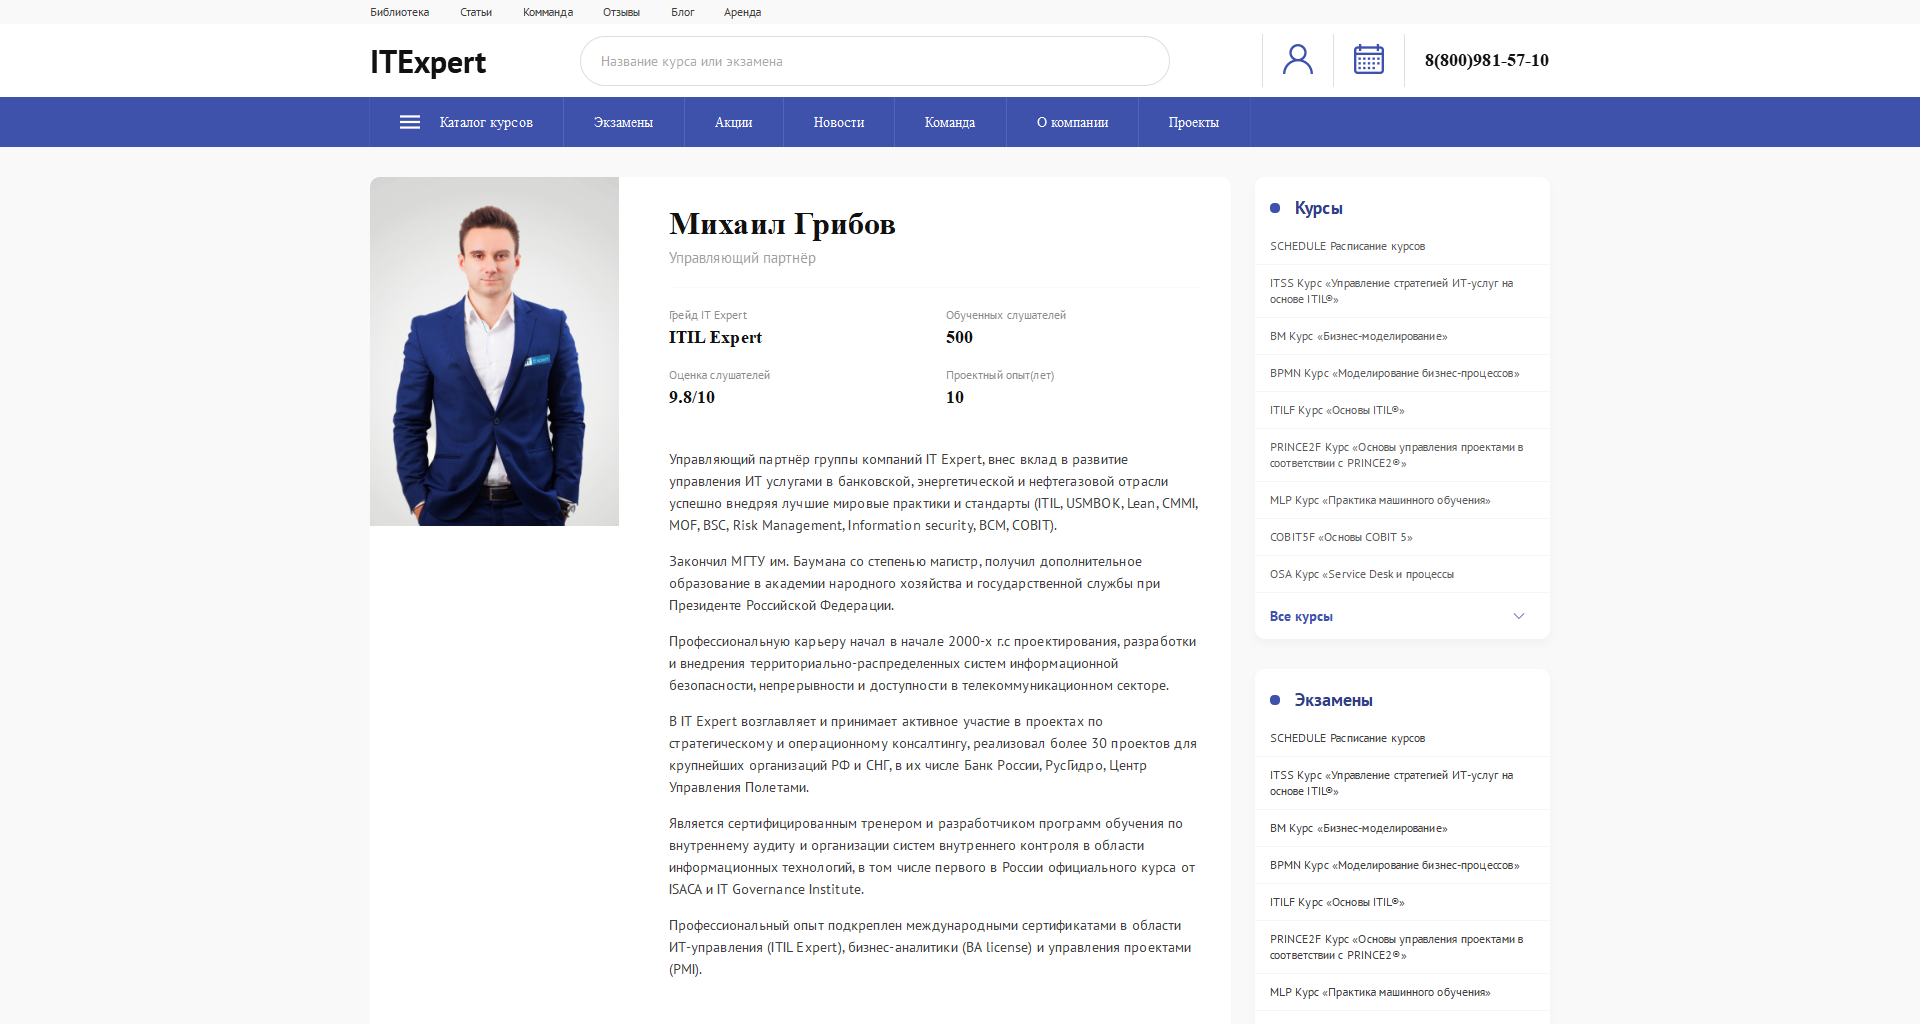 Библиотека Статьи Комманда Отзывы Блог Аренда
ITExpert
Название курса или экзамена
8(800)981-57-10
Каталог курсов Экзамены Акции Новости Команда О компании Проекты
Михаил Грибов
Управляющий партнёр
Грейд IT Expert
ITIL Expert
Обученных слушателей
500
Оценка слушателей
9.8/10
Проектный опыт(лет)
10
Управляющий партнёр группы компаний IT Expert, внес вклад в развитие
управления ИТ услугами в банковской, энергетической и нефтегазовой отрасли
успешно внедряя лучшие мировые практики и стандарты (ITIL, USMBOK, Lean, CMMI,
MOF, BSC, Risk Management, Information security, BCM, COBIT).
Закончил МГТУ им. Баумана со степенью магистр, получил дополнительное
образование в академии народного хозяйства и государственной службы при
Президенте Российской Федерации.
Профессиональную карьеру начал в начале 2000-х г.с проектирования, разработки
и внедрения территориально-распределенных систем информационной
безопасности, непрерывности и доступности в телекоммуникационном секторе.
В IT Expert возглавляет и принимает активное участие в проектах по
стратегическому и операционному консалтингу, реализовал более 30 проектов для
крупнейших организаций РФ и СНГ, в их числе Банк России, РусГидро, Центр
Управления Полетами.
Является сертифицированным тренером и разработчиком программ обучения по
внутреннему аудиту и организации систем внутреннего контроля в области
информационных технологий, в том числе первого в России официального курса от
ISACA и IT Governance Institute.
Профессиональный опыт подкреплен международными сертификатами в области
ИТ-управления (ITIL Expert), бизнес-аналитики (BA license) и управления проектами
(PMI).
Курсы
SCHEDULE Расписание курсов
ITSS Курс «Управление стратегией ИТ-услуг на
основе ITIL®»
BM Курс «Бизнес-моделирование»
BPMN Курс «Моделирование бизнес-процессов»
ITILF Курс «Основы ITIL®»
PRINCE2F Курс «Основы управления проектами в
соответствии с PRINCE2®»
MLP Курс «Практика машинного обучения»
COBIT5F «Основы COBIT 5»
OSA Курс «Service Desk и процессы
Все курсы
Экзамены
SCHEDULE Расписание курсов
ITSS Курс «Управление стратегией ИТ-услуг на
основе ITIL®»
BM Курс «Бизнес-моделирование»
BPMN Курс «Моделирование бизнес-процессов»
ITILF Курс «Основы ITIL®»
PRINCE2F Курс «Основы управления проектами в
соответствии с PRINCE2®»
MLP Курс «Практика машинного обучения»